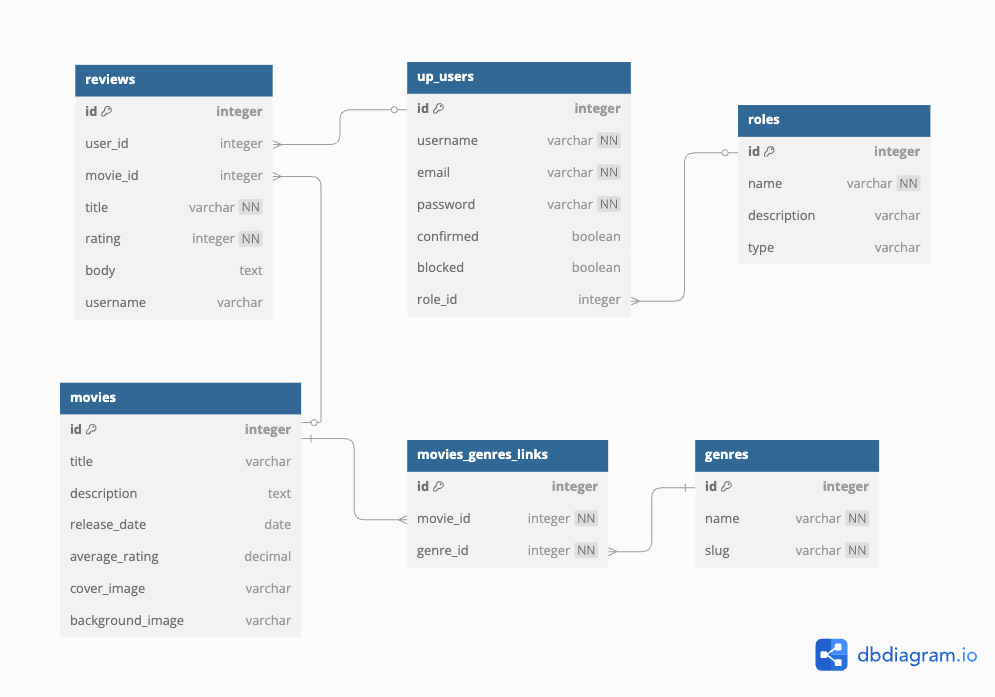 reviews
id integer
user_id integer
movie_id integer
title varchar NN
rating integer NN
body text
username varchar
up_users
id integer
username varchar NN
email varchar NN
password varchar NN
confirmed boolean
blocked boolean
role_id integer
roles
id integer
name varchar NN
description varchar
type varchar
movies
id integer
title varchar
description text
release_date date
average_rating decimal
cover_image varchar
background_image varchar
movies_genres_links
id integer
movie_id integer NN
genre_id integer NN
genres
id integer
name varchar NN
slug varchar NN
dbdiagram.io